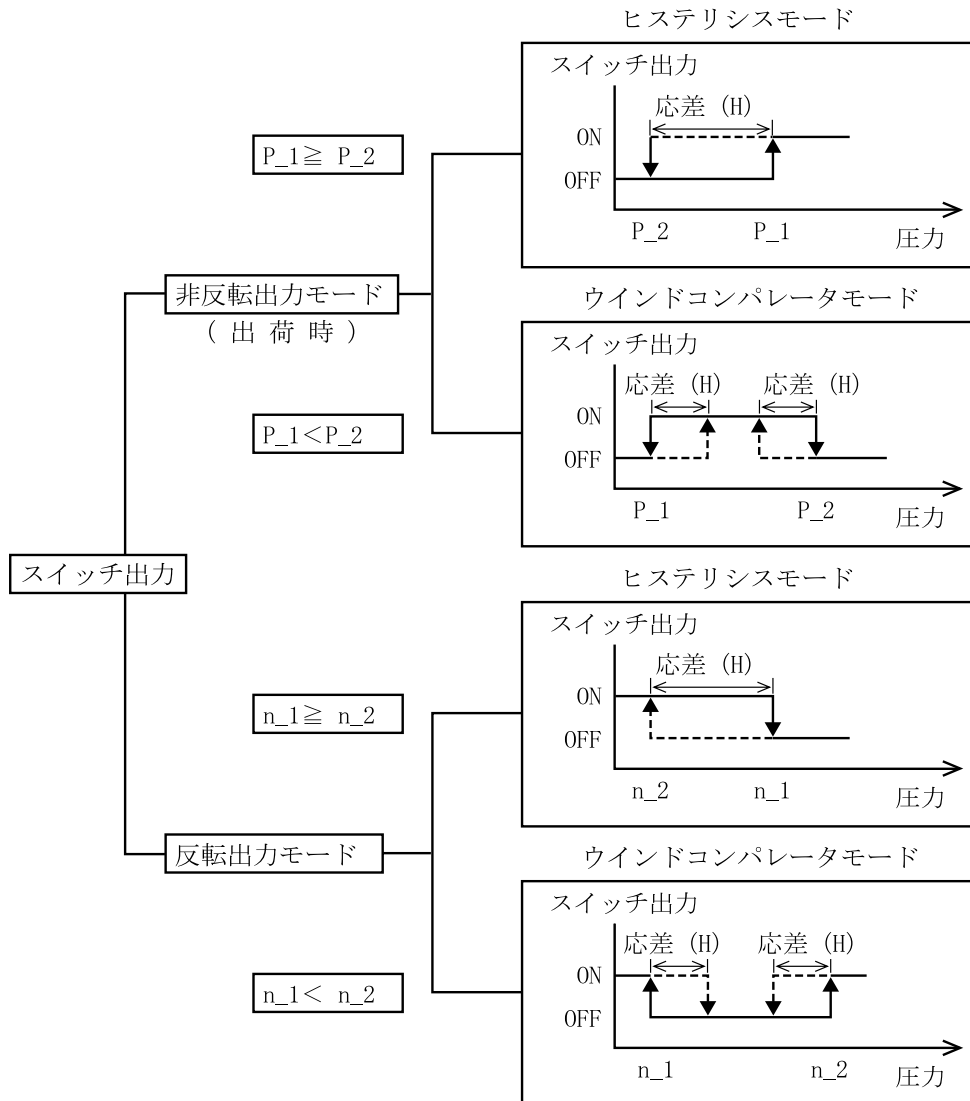 ヒステリシスモード
スイッチ出力
応差 (H)
ON
OFF
P_2
P_1
圧力
P_1≧ P_2
非反転出力モード
( 出 荷 時 )
P_1<P_2
ウインドコンパレータモード
スイッチ出力
応差 (H)
応差 (H)
ON
OFF
P_1
P_2
圧力
スイッチ出力
ヒステリシスモード
スイッチ出力
応差 (H)
ON
OFF
n_2
n_1
圧力
n_1≧ n_2
反転出力モード
n_1< n_2
ウインドコンパレータモード
スイッチ出力
応差 (H)
応差 (H)
ON
OFF
n_1
n_2
圧力